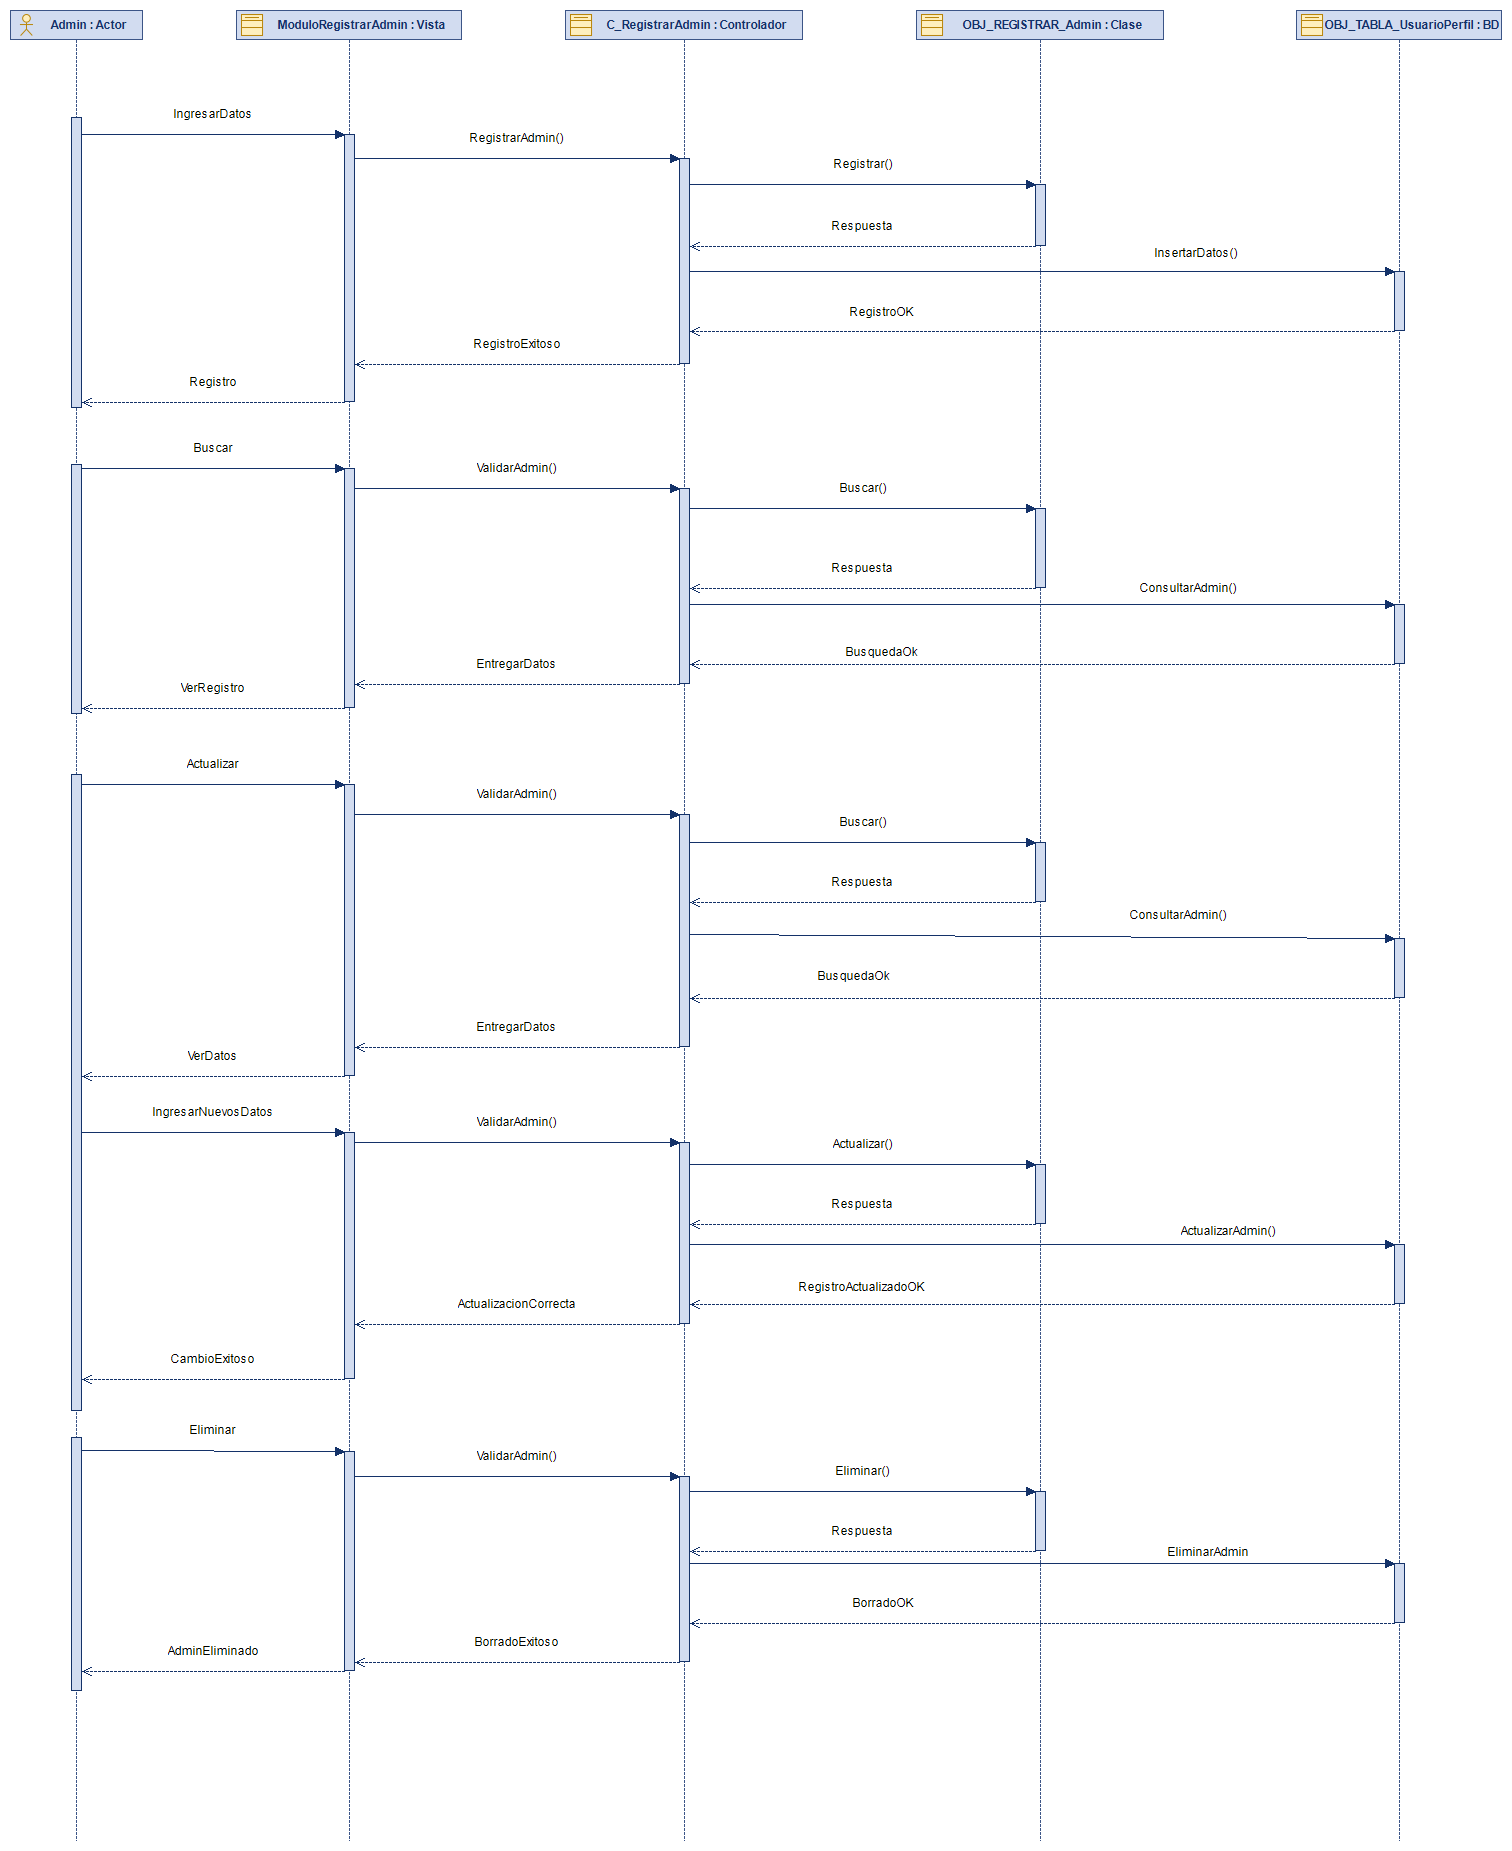 Admin : Actor
ModuloRegistrarAdmin : Vista
C_RegistrarAdmin : Controlador
OBJ_REGISTRAR_Admin : Clase
OBJ_TABLA_UsuarioPerfil : BD
IngresarDatos
RegistrarAdmin()
Registrar()
Respuesta
InsertarDatos()
RegistroOK
RegistroExitoso
Registro
Buscar
ValidarAdmin()
Buscar()
Respuesta
ConsultarAdmin()
BusquedaOk
EntregarDatos
VerRegistro
Actualizar
ValidarAdmin()
Buscar()
Respuesta
ConsultarAdmin()
BusquedaOk
EntregarDatos
VerDatos
IngresarNuevosDatos
ValidarAdmin()
Actualizar()
Respuesta
ActualizarAdmin()
RegistroActualizadoOK
ActualizacionCorrecta
CambioExitoso
Eliminar
ValidarAdmin()
Eliminar()
Respuesta
EliminarAdmin
BorradoOK
BorradoExitoso
AdminEliminado